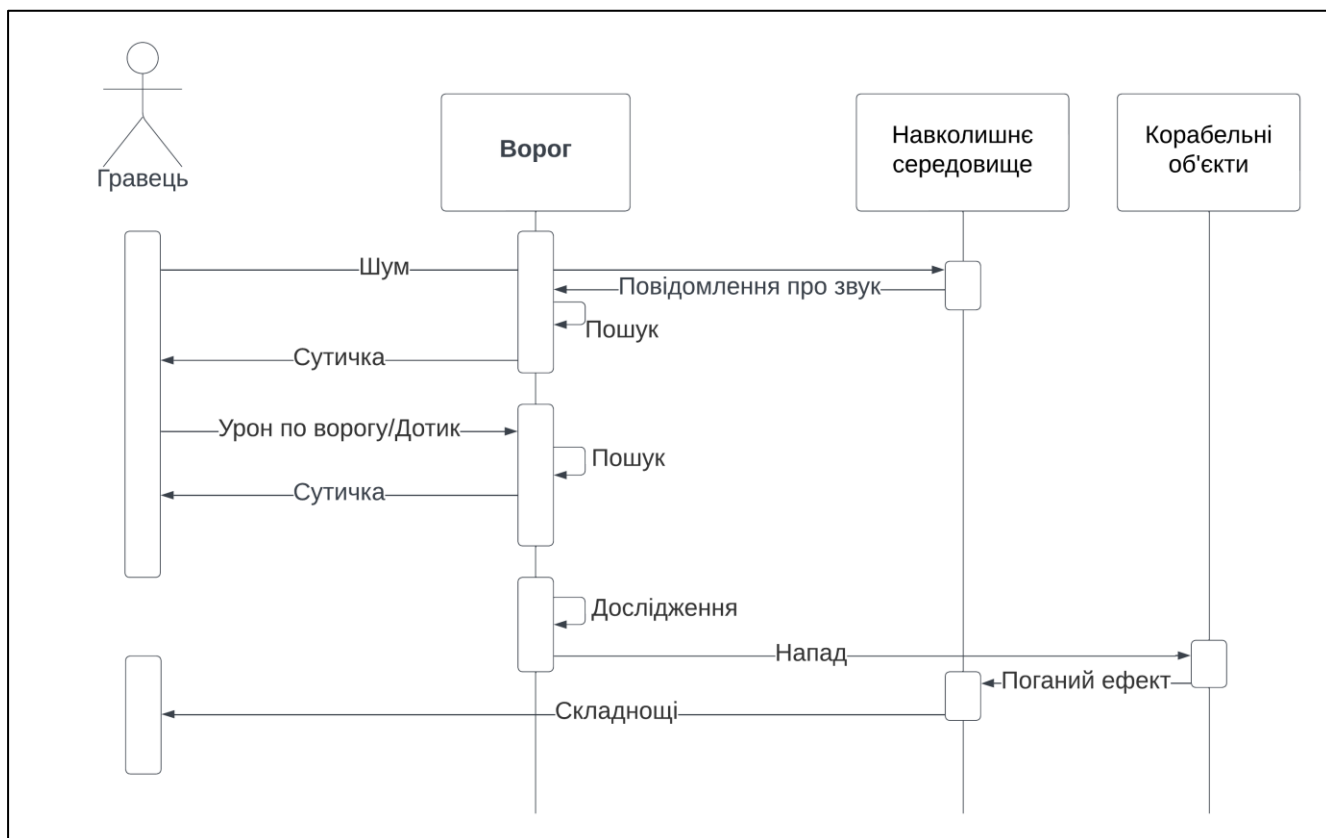 Гравець
Ворог
Навколишнє
середовище
Корабельні
об'єкти
Шум
Повідомлення про звук
Пошук
Сутичка
Урон по ворогу/Дотик
Пошук
Сутичка
Дослідження
Напад
Поганий ефект
Складнощі